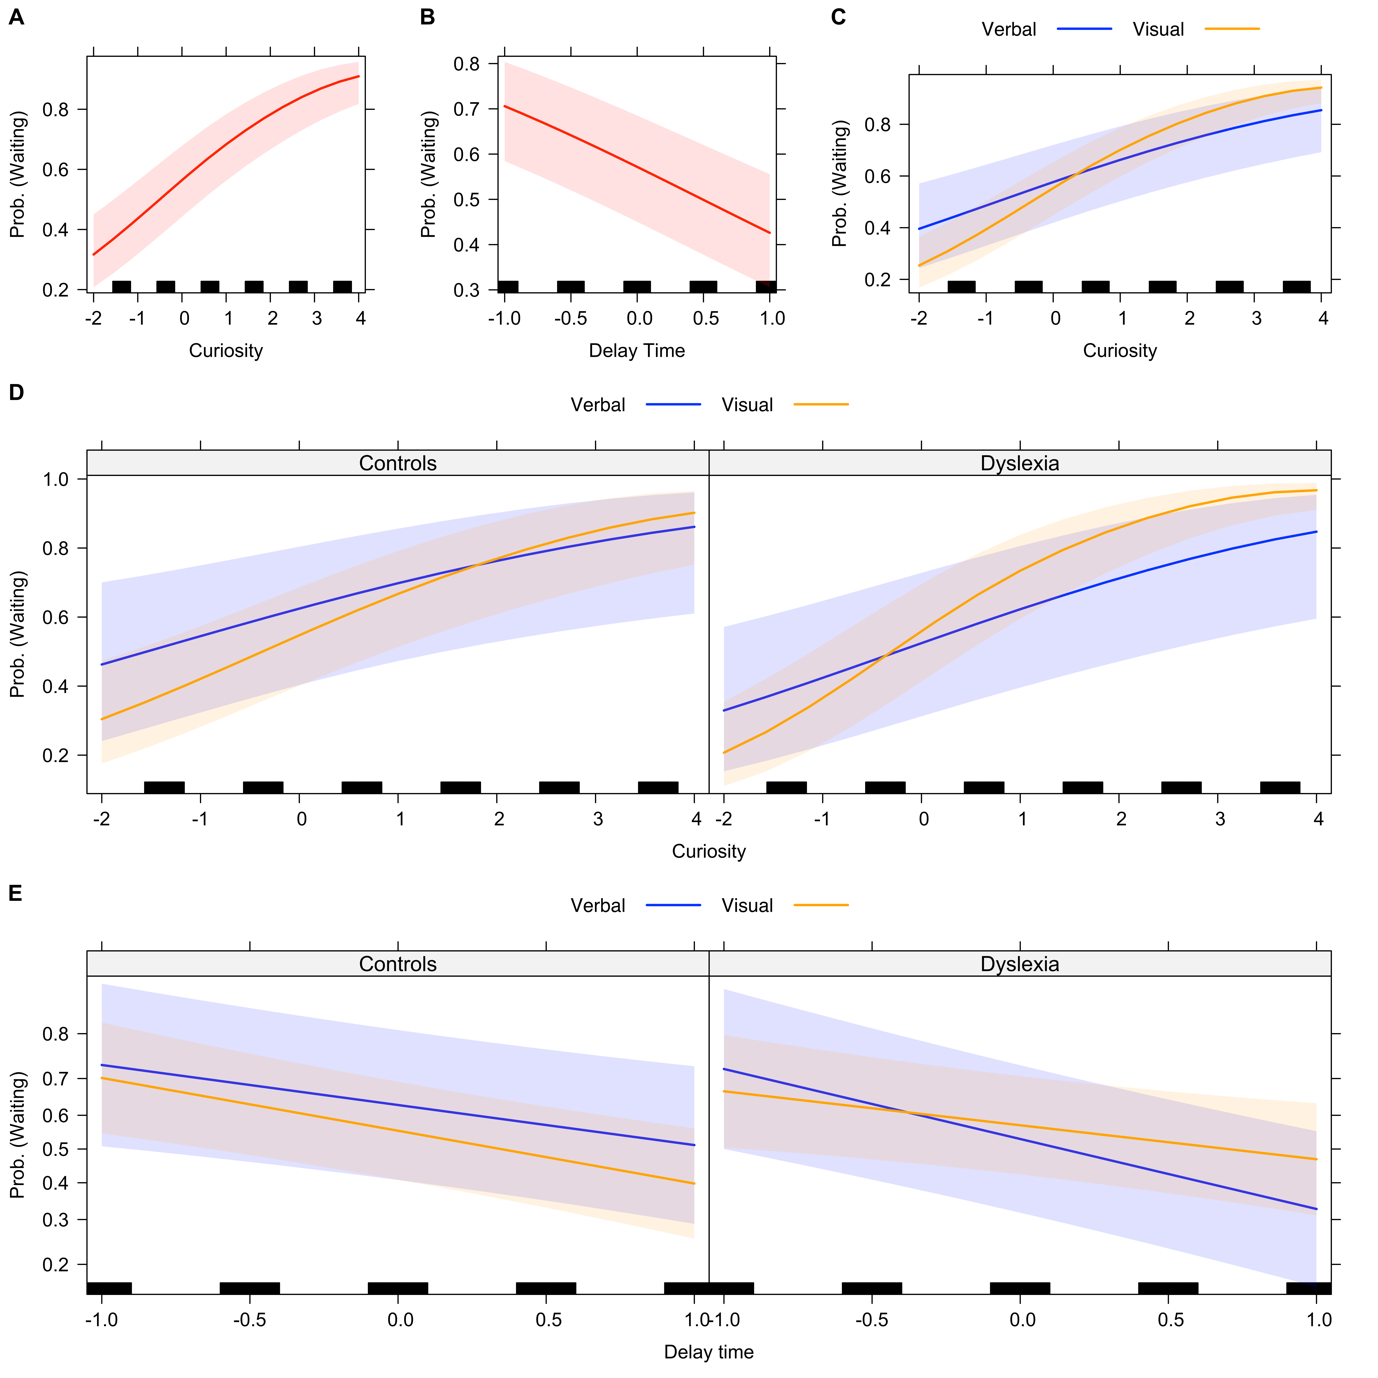 A
Prob. (Waiting)
0.8
0.6
0.4
0.2
-2 -1 0 1 2 3 4
Curiosity
B
Prob. (Waiting)
0.8
0.7
0.6
0.5
0.4
0.3
-1.0 -0.5 0.0 0.5 1.0
Delay Time
C
Verbal Visual
Prob. (Waiting)
0.8
0.6
0.4
0.2
-2 -1 0 1 2 3 4
Curiosity
D
Verbal Visual
Controls Dyslexia
Prob. (Waiting)
1.0
0.8
0.6
0.4
0.2
-2 -1 0 1 2 3 4 -2 -1 0 1 2 3 4
Curiosity
E
Verbal Visual
Controls Dyslexia
Prob. (Waiting)
0.8
0.7
0.6
0.5
0.4
0.3
0.2
-1.0 -0.5 0.0 0.5 1.0 -1.0 -0.5 0.0 0.5 1.0
Delay time